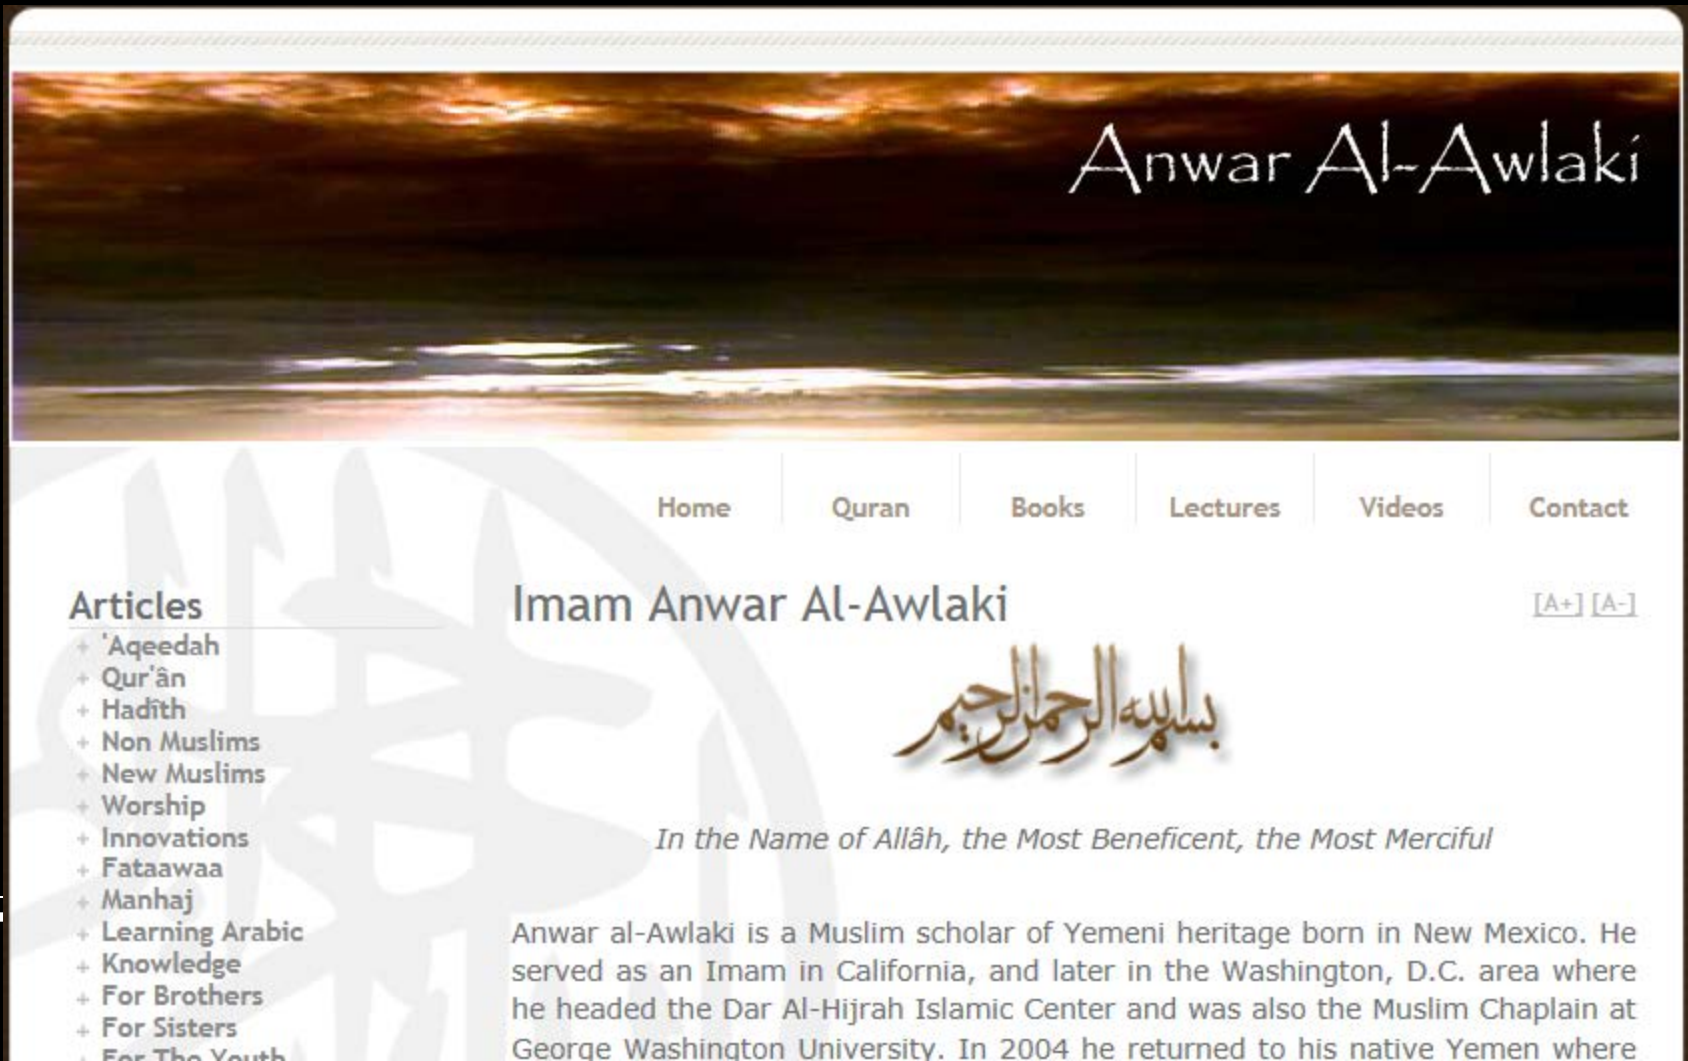 Anwar Al-Awlaki
Home
Quran
Books
Lectures
Videos
Contact
Articles
+ 'Aqeedah
+ Qur'ân
+ Hadîth
+ Non Muslims
+ New Muslims
+ Worship
+ Innovations
+ Fataawaa
+ Manhaj
+ Learning Arabic
+ Knowledge
+ For Brothers
+ For Sisters
+ For The Youth
Imam Anwar Al-Awlaki
[A+] [A-]
بسم الله الرحمن الرحيم
In the Name of Allâh, the Most Beneficent, the Most Merciful
Anwar al-Awlaki is a Muslim scholar of Yemeni heritage born in New Mexico. He
served as an Imam in California, and later in the Washington, D.C. area where
he headed the Dar Al-Hijrah Islamic Center and was also the Muslim Chaplain at
George Washington University. In 2004 he returned to his native Yemen where